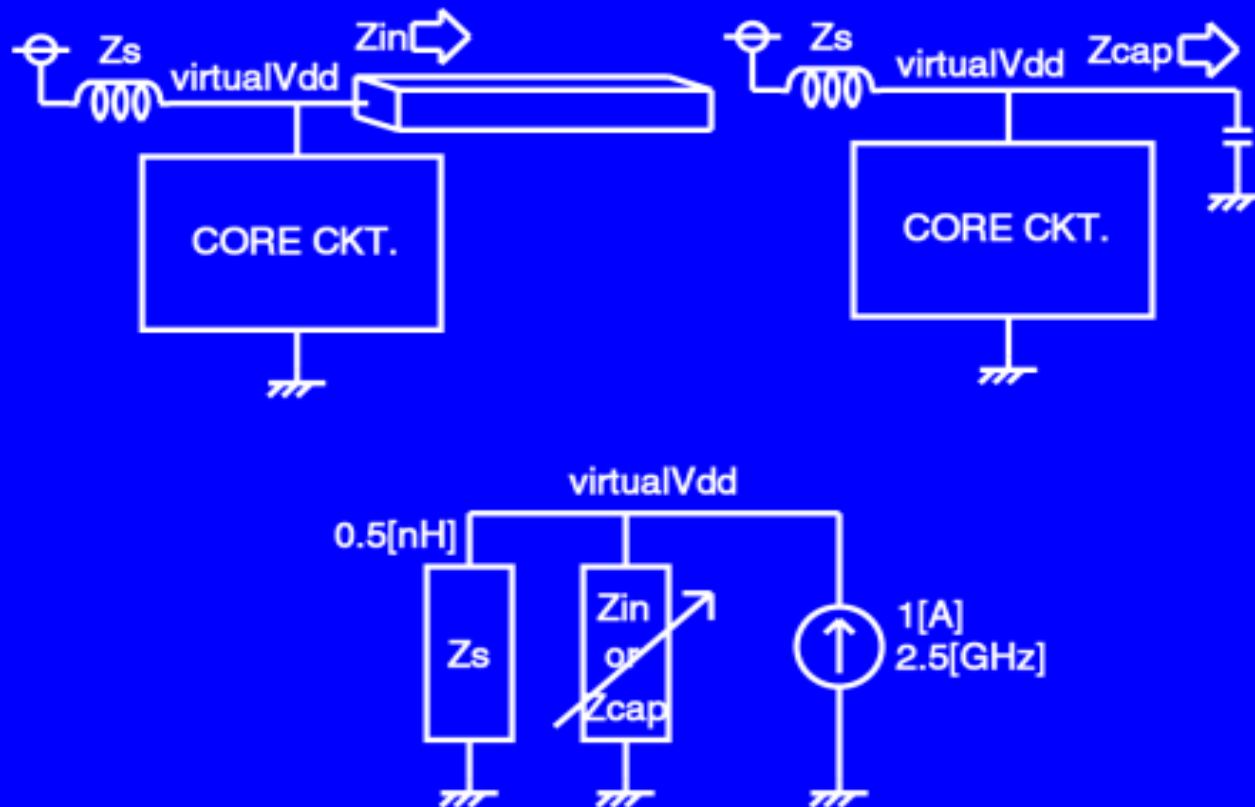 Zs
Zin
virtualVdd
CORE CKT.
Zs
virtualVdd
Zcap
CORE CKT.
virtualVdd
0.5[nH]
Zs
Zin
or
Zcap
1[A]
2.5[GHz]